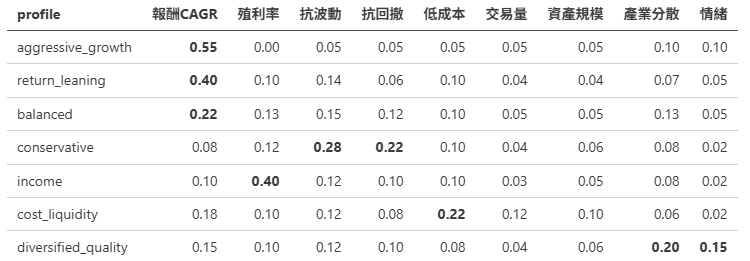 profile 報酬CAGR 殖利率 抗波動 抗回撤 低成本 交易量 資產規模 產業分散 情緒
aggressive_growth 0.55 0.00 0.05 0.05 0.05 0.05 0.05 0.10 0.10
return_leaning 0.40 0.10 0.14 0.06 0.10 0.04 0.04 0.07 0.05
balanced 0.22 0.13 0.15 0.12 0.10 0.05 0.05 0.13 0.05
conservative 0.08 0.12 0.28 0.22 0.10 0.04 0.06 0.08 0.02
income 0.10 0.40 0.12 0.10 0.10 0.03 0.05 0.08 0.02
cost_liquidity 0.18 0.10 0.12 0.08 0.22 0.12 0.10 0.06 0.02
diversified_quality 0.15 0.10 0.12 0.10 0.08 0.04 0.06 0.20 0.15